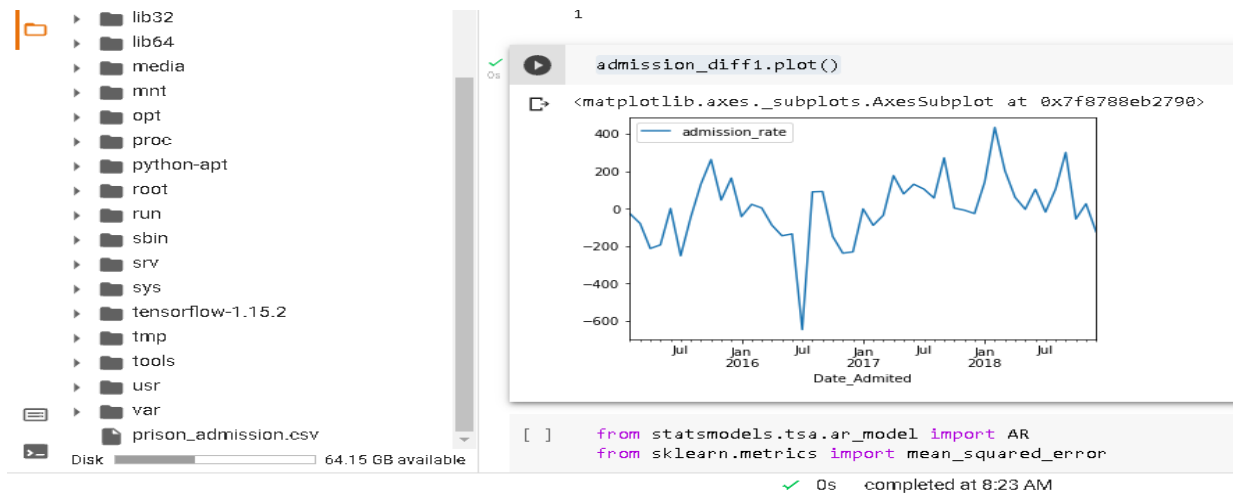 lib32
lib64
media
mnt
opt
proc
python-apt
root
run
sbin
srv
sys
tensorflow-1.15.2
tmp
tools
usr
var
prison_admission.csv
Disk 64.15 GB available
1
0s
admission_diff1.plot()
<matplotlib.axes._subplots.AxesSubplot at 0x7f8788eb2790>
admission_rate
400
200
0
−200
−400
−600
Jul Jan Jul Jan Jul Jan Jul
2016 2017 2018
Date_Admited
[ ] from statsmodels.tsa.ar_model import AR
from sklearn.metrics import mean_squared_error
0s completed at 8:23 AM